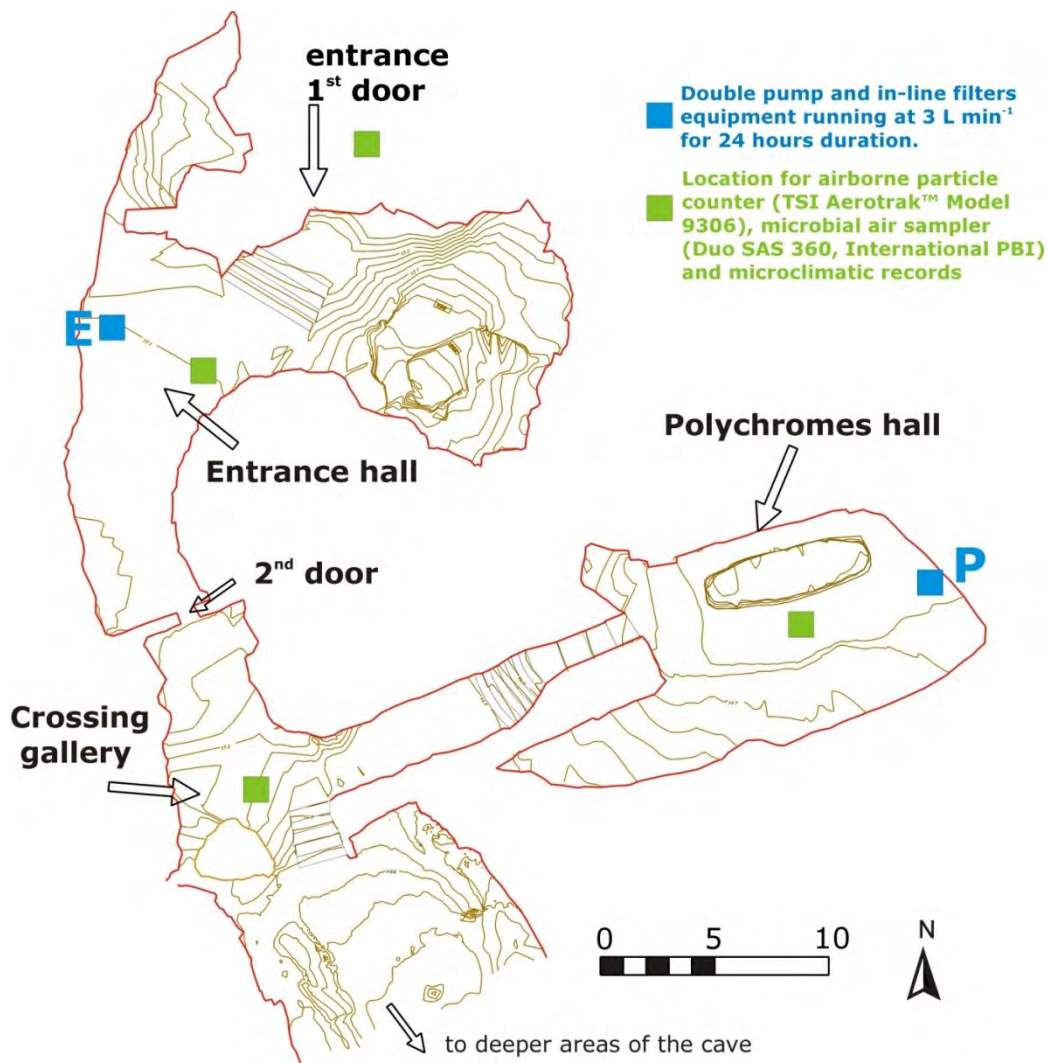 entrance
1st door
Double pump and in-line filters
equipment running at 3 L min-1
for 24 hours duration.
Location for airborne particle
counter (TSI Aerotrak™ Model
9306), microbial air sampler
(Duo SAS 360, International PBI)
and microclimatic records
E
Entrance hall
Polychromes hall
2nd door
P
Crossing
gallery
0 5 10
N
to deeper areas of the cave